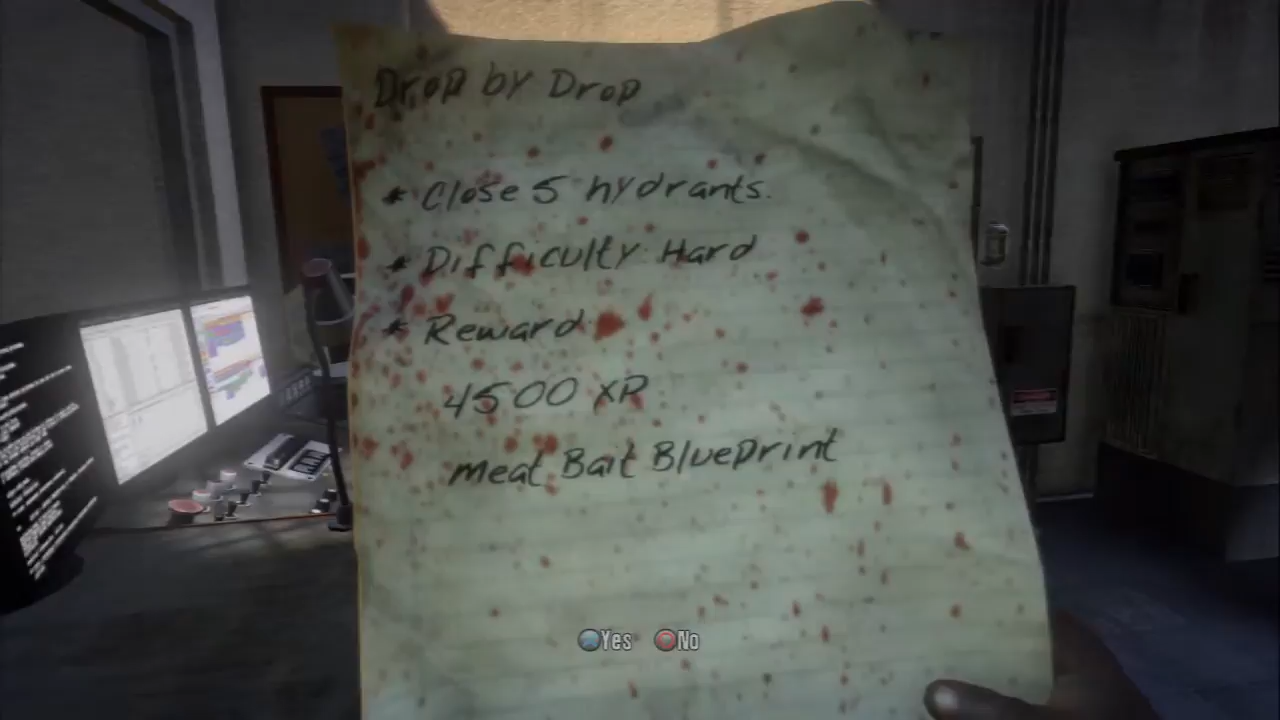 Drop by Drop
* Close 5 hydrants.
* Difficulty: Hard
* Reward:
4500 XP
Meat Bait Blueprint
Yes No